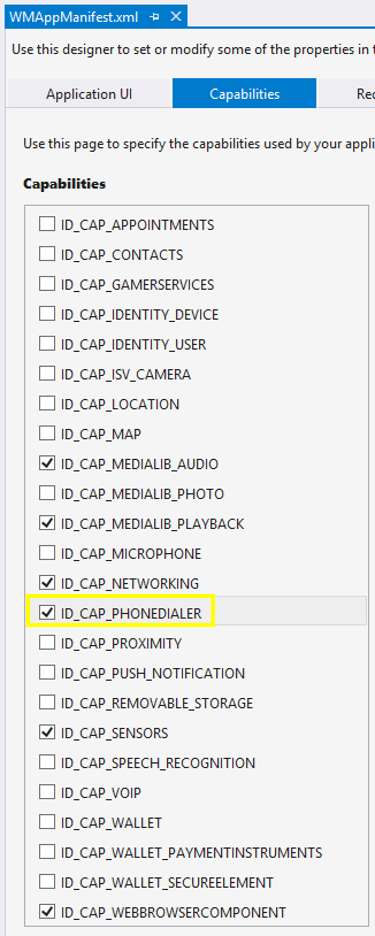 WMAppManifest.xml
Use this designer to set or modify some of the properties in
Application UI Capabilities
Use this page to specify the capabilities used by your
Capabilities
ID_CAP_APPOINTMENTS
ID_CAP_CONTACTS
ID_CAP_GAMERSERVICES
ID_CAP_IDENTITY_DEVICE
ID_CAP_IDENTITY_USER
ID_CAP_ISV_CAMERA
ID_CAP_LOCATION
ID_CAP_MAP
ID_CAP_MEDIALIB_AUDIO
ID_CAP_MEDIALIB_PHOTO
ID_CAP_MEDIALIB_PLAYBACK
ID_CAP_MICROPHONE
ID_CAP_NETWORKING
ID_CAP_PHONEDIALER
ID_CAP_PROXIMITY
ID_CAP_PUSH_NOTIFICATION
ID_CAP_REMOVABLE_STORAGE
ID_CAP_SENSORS
ID_CAP_SPEECH_RECOGNITION
ID_CAP_VOIP
ID_CAP_WALLET
ID_CAP_WALLET_PAYMENTINSTRUMENTS
ID_CAP_WALLET_SECUREELEMENT
ID_CAP_WEBBROWSERCOMPONENT